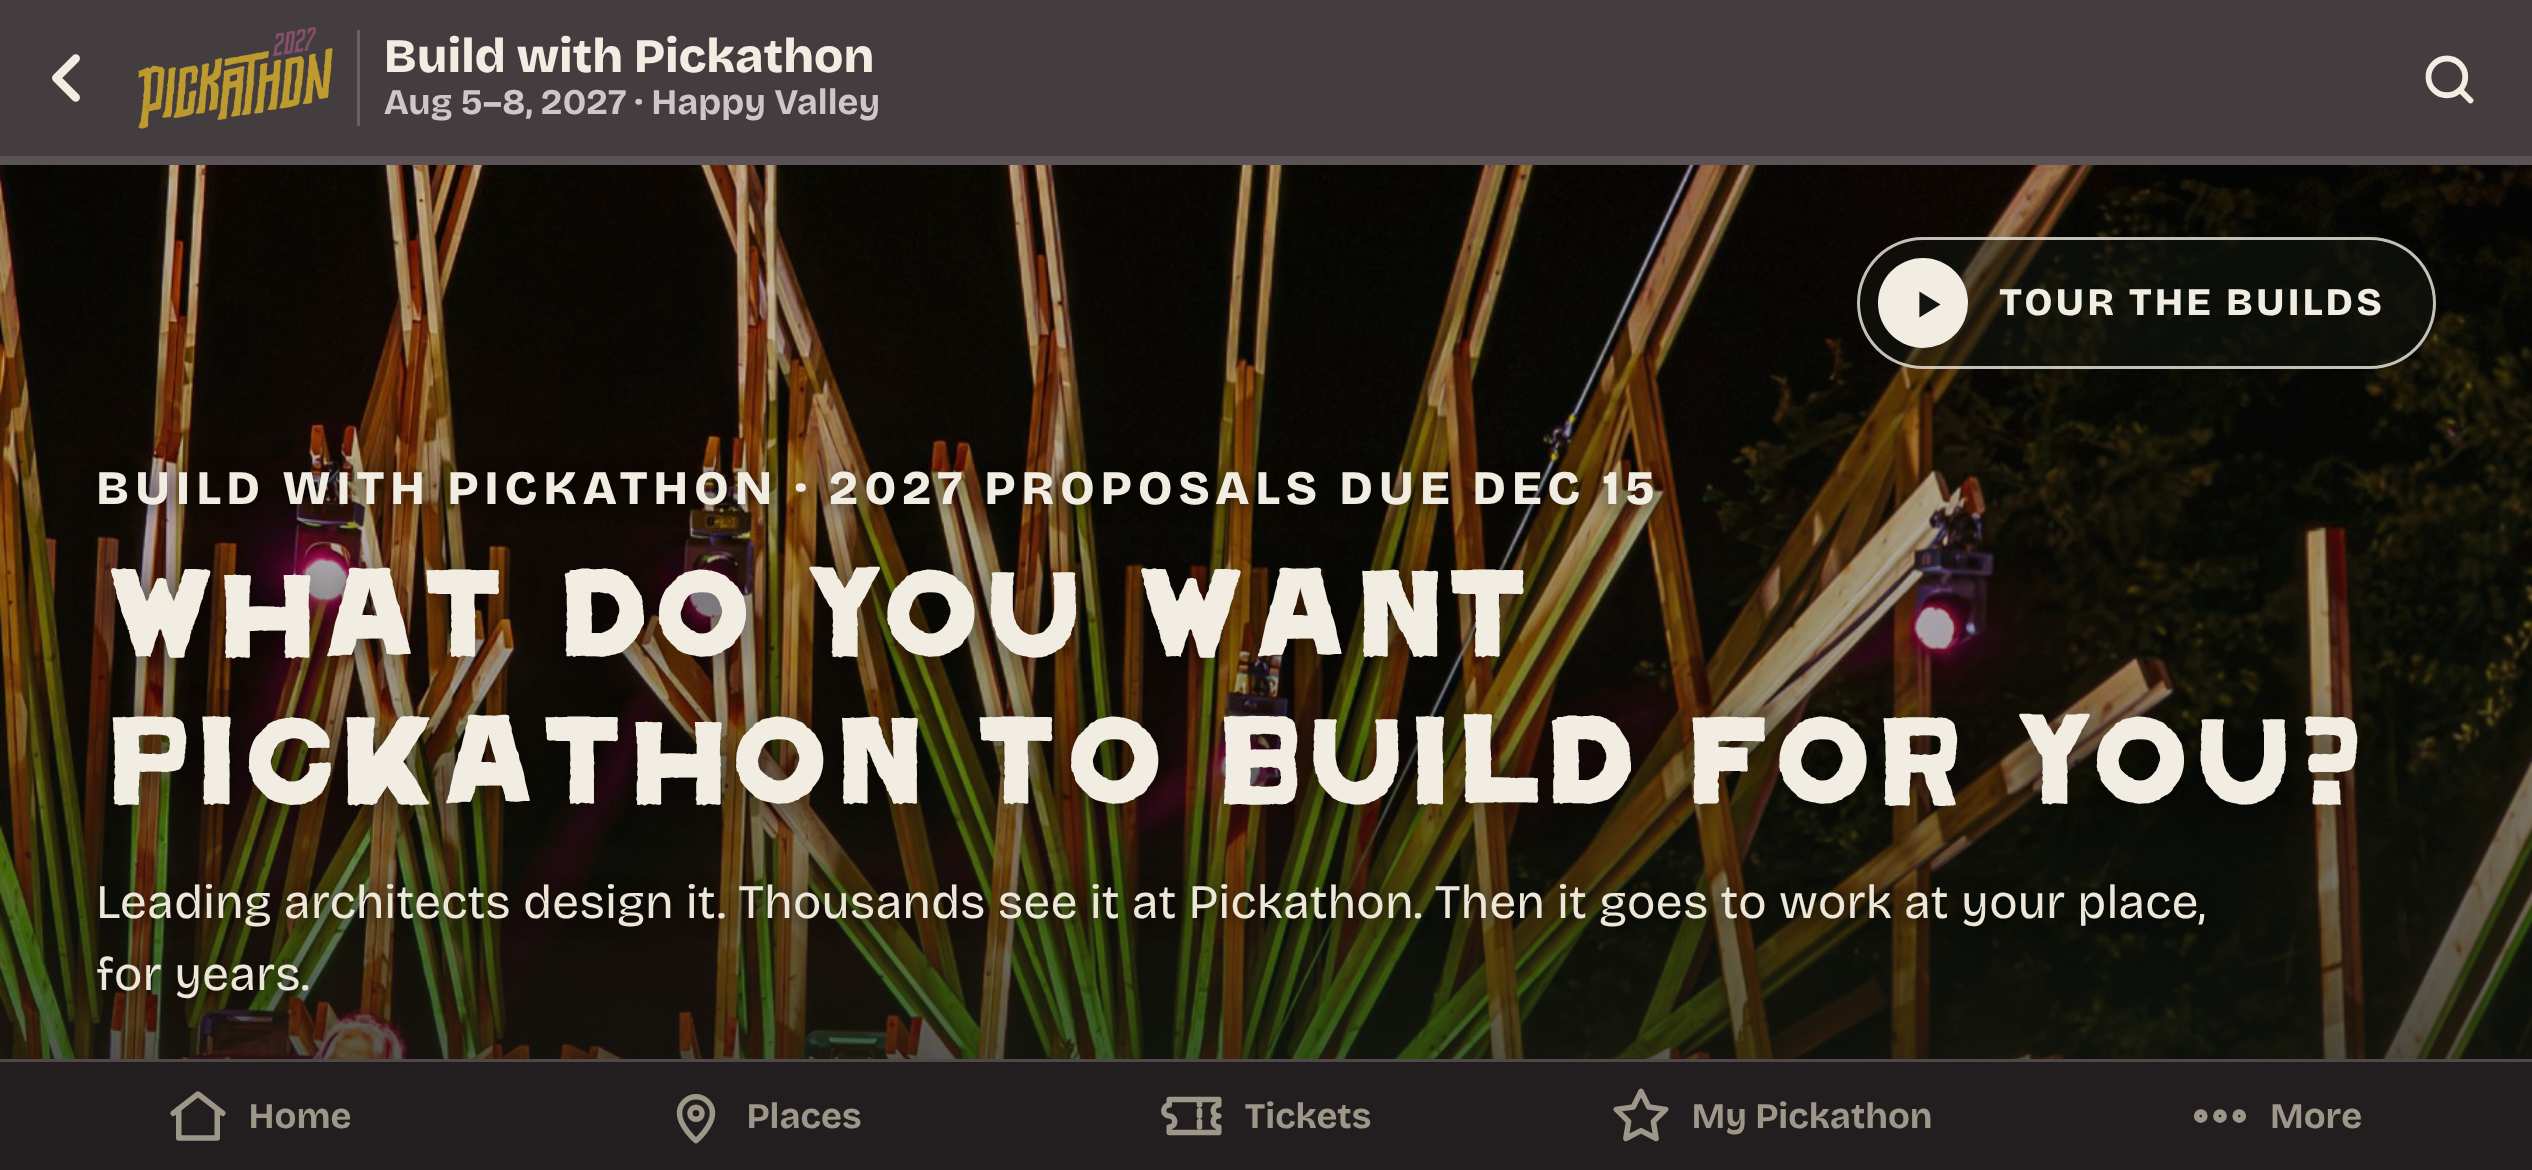 2027
PICKATHON
Build with Pickathon
Aug 5–8, 2027 · Happy Valley
TOUR THE BUILDS
BUILD WITH PICKATHON · 2027 PROPOSALS DUE DEC 15
WHAT DO YOU WANT
PICKATHON TO BUILD FOR YOU?
Leading architects design it. Thousands see it at Pickathon. Then it goes to work at your place,
for years.
Home
Places
Tickets
My Pickathon
More